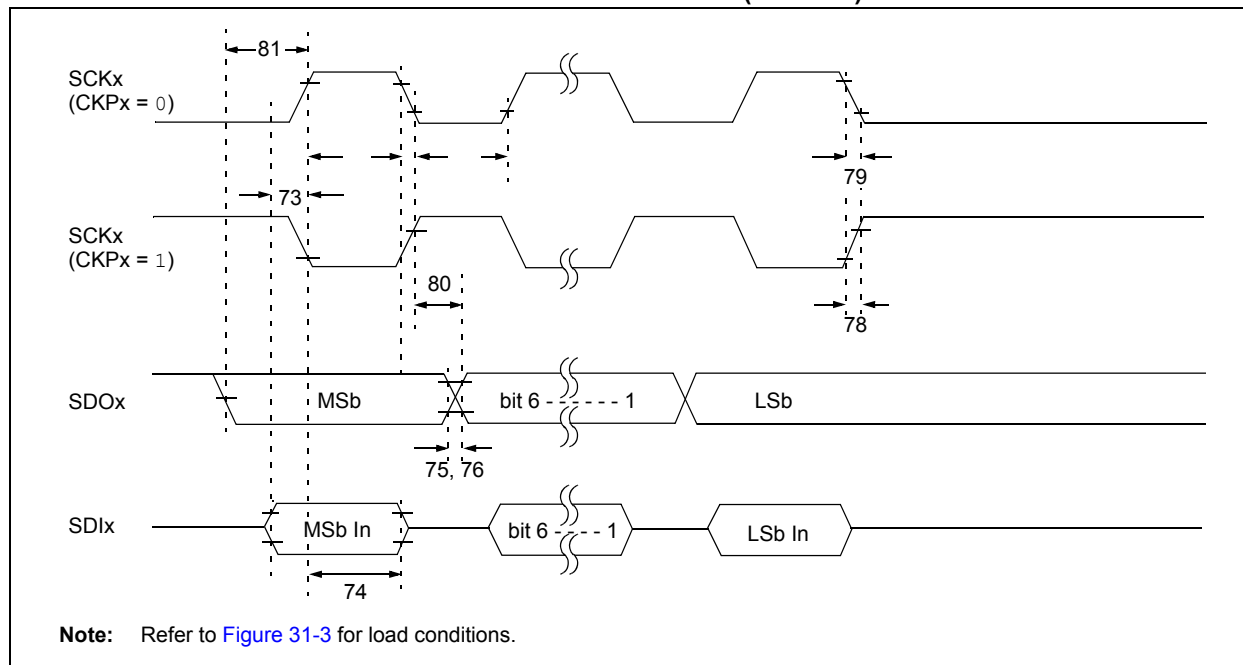 81
SCKx
(CKPx = 0)
79
73
SCKx
(CKPx = 1)
80
78
SDOx
MSb
bit 6 - - - - - - 1
LSb
75, 76
SDIx
MSb In
bit 6 - - - - 1
LSb In
74
Note: Refer to Figure 31-3 for load conditions.